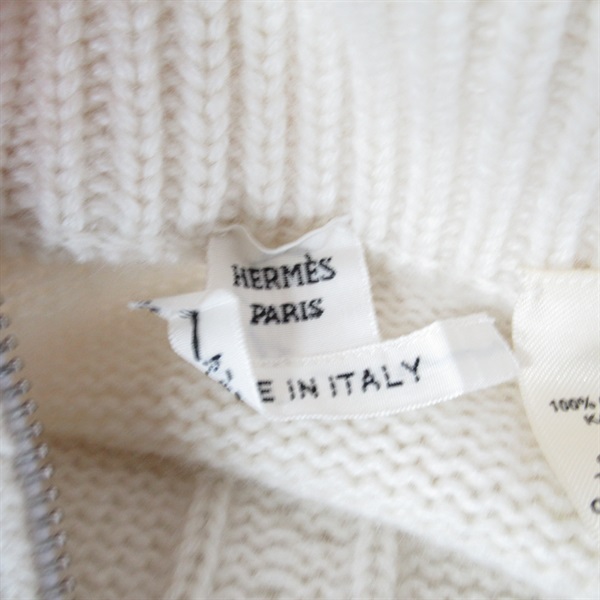 HERMÈS
PARIS
E IN ITALY
100%